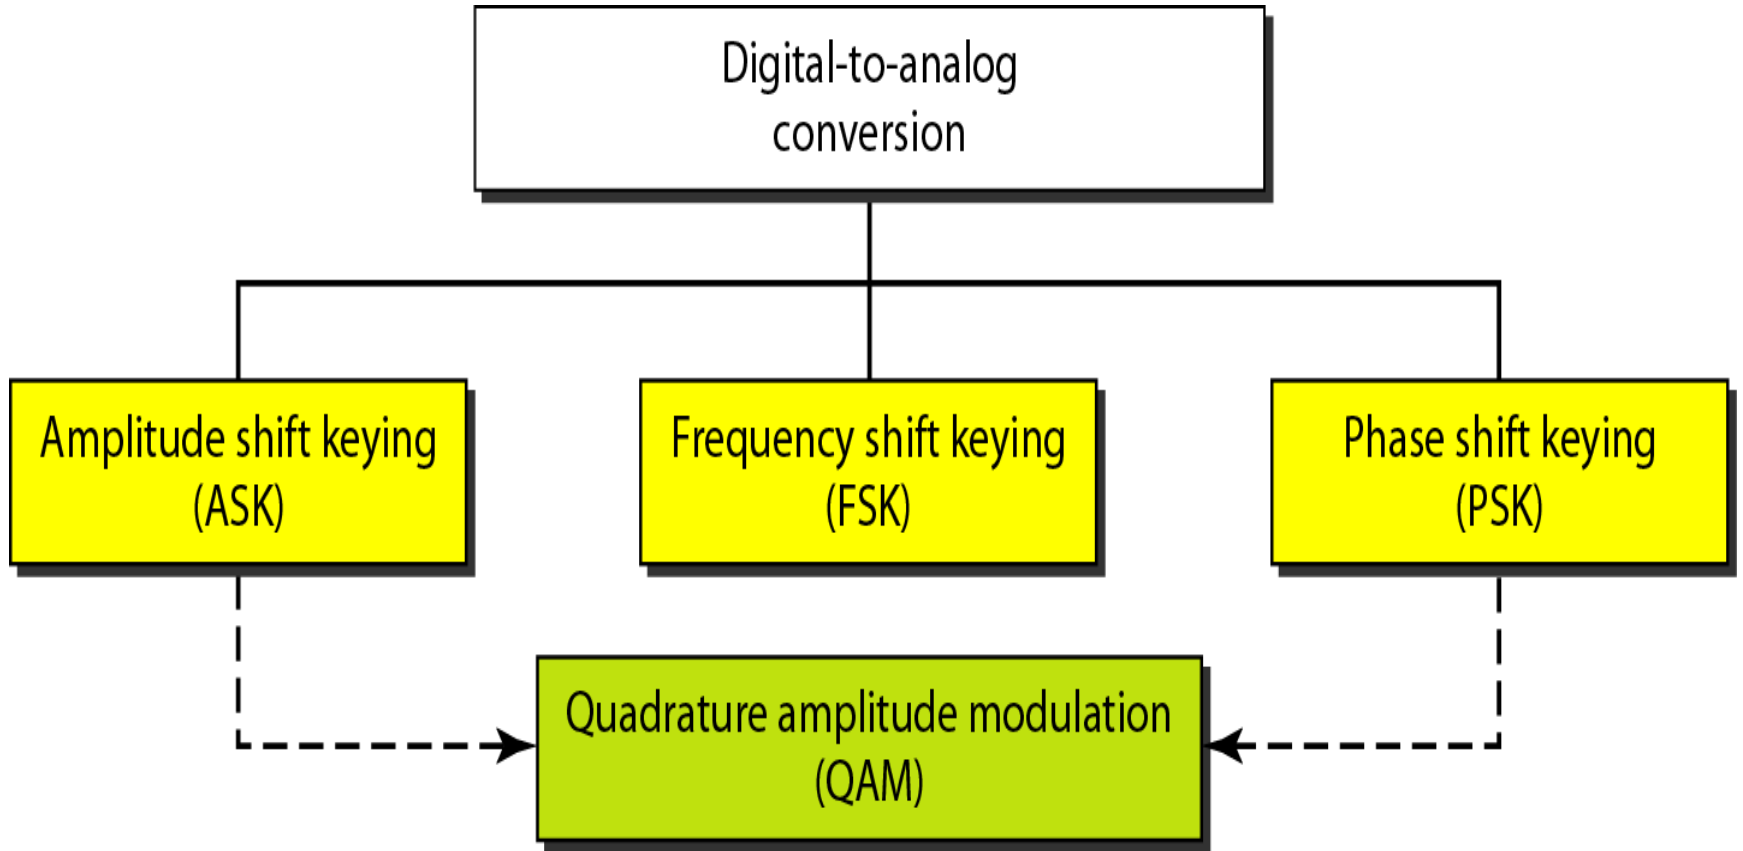 Digital-to-analog
conversion
Amplitude shift keying
(ASK)
Frequency shift keying
(FSK)
Phase shift keying
(PSK)
Quadrature amplitude modulation
(QAM)